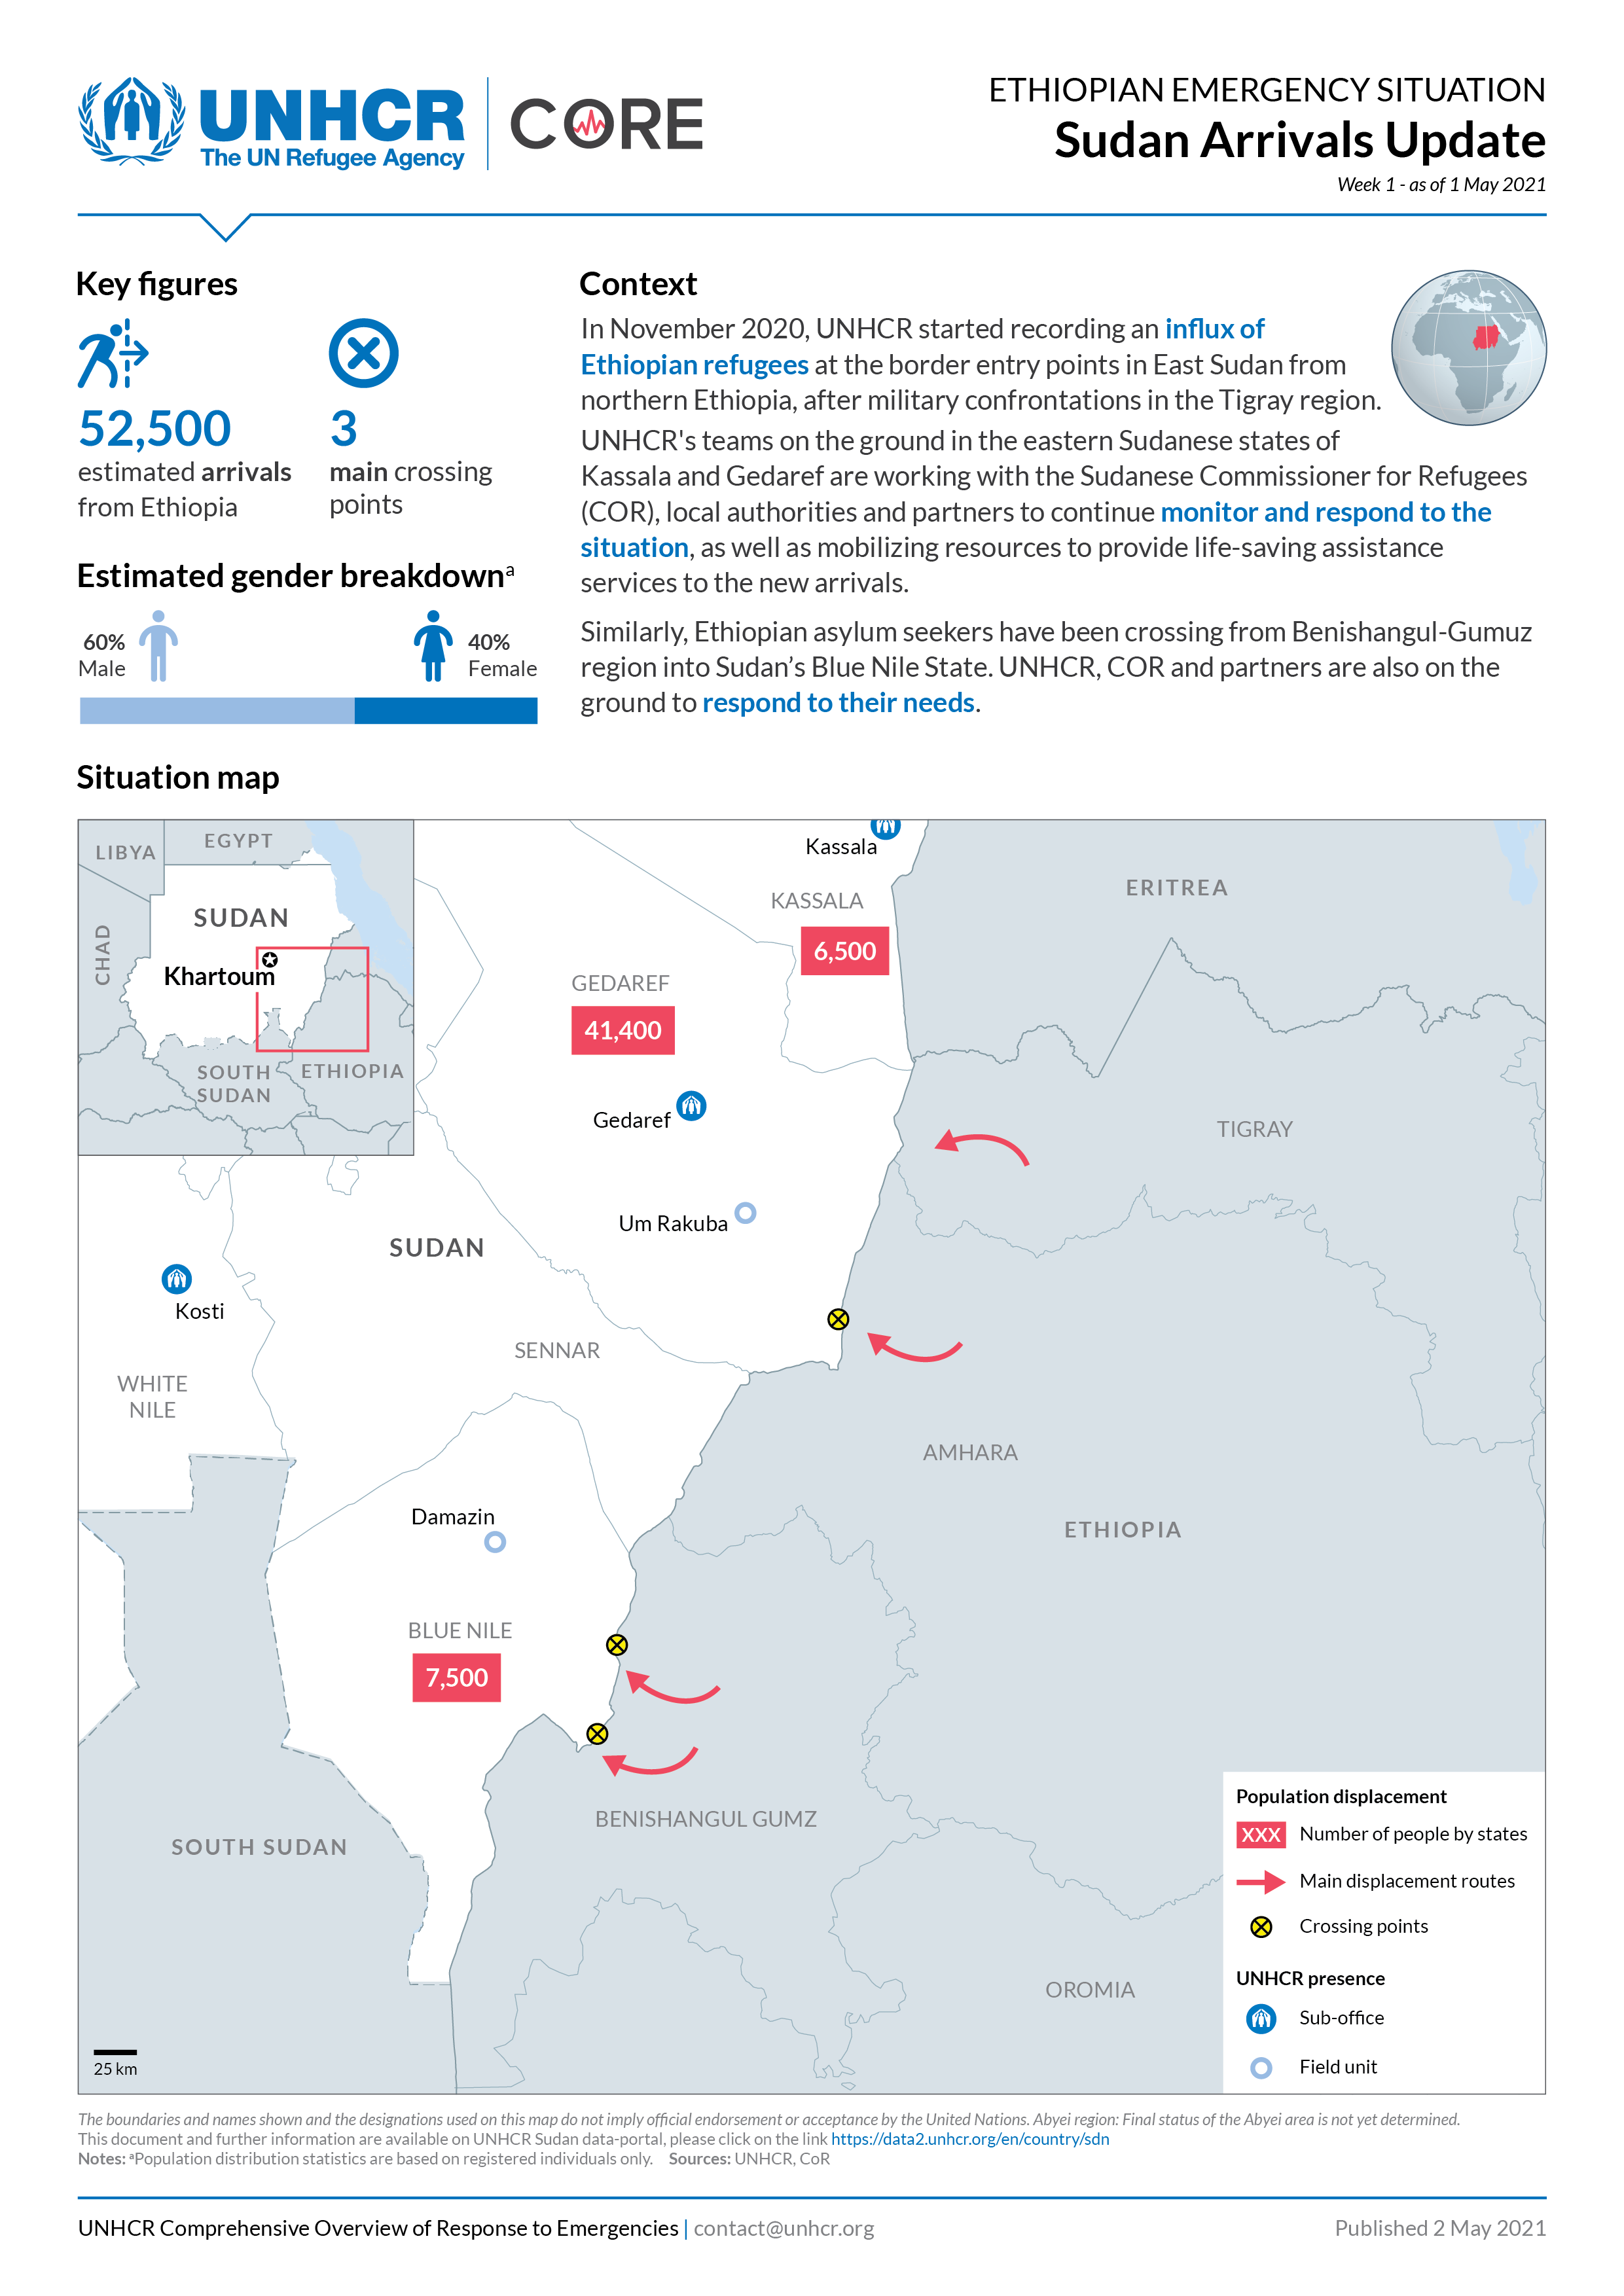 UNHCR
The UN Refugee Agency
CORE
ETHIOPIAN EMERGENCY SITUATION
Sudan Arrivals Update
Week 1 - as of 1 May 2021
Key figures
52,500
estimated arrivals
from Ethiopia
3
main crossing
points
Estimated gender breakdownᵃ
60%
Male
40%
Female
Context
In November 2020, UNHCR started recording an influx of
Ethiopian refugees at the border entry points in East Sudan from
northern Ethiopia, after military confrontations in the Tigray region.
UNHCR's teams on the ground in the eastern Sudanese states of
Kassala and Gedaref are working with the Sudanese Commissioner for Refugees
(COR), local authorities and partners to continue monitor and respond to the
situation, as well as mobilizing resources to provide life-saving assistance
services to the new arrivals.
Similarly, Ethiopian asylum seekers have been crossing from Benishangul-Gumuz
region into Sudan’s Blue Nile State. UNHCR, COR and partners are also on the
ground to respond to their needs.
Situation map
LIBYA
EGYPT
CHAD
SUDAN
Khartoum
SOUTH
SUDAN
ETHIOPIA
Kassala
KASSALA
6,500
ERITREA
GEDAREF
41,400
Gedaref
TIGRAY
Um Rakuba
SUDAN
Kosti
SENNAR
WHITE
NILE
AMHARA
Damazin
ETHIOPIA
BLUE NILE
7,500
BENISHANGUL GUMZ
SOUTH SUDAN
OROMIA
25 km
Population displacement
XXX Number of people by states
Main displacement routes
Crossing points
UNHCR presence
Sub-office
Field unit
The boundaries and names shown and the designations used on this map do not imply official endorsement or acceptance by the United Nations. Abyei region: Final status of the Abyei area is not yet determined.
This document and further information are available on UNHCR Sudan data-portal, please click on the link https://data2.unhcr.org/en/country/sdn
Notes: ᵃPopulation distribution statistics are based on registered individuals only. Sources: UNHCR, CoR
UNHCR Comprehensive Overview of Response to Emergencies | contact@unhcr.org
Published 2 May 2021